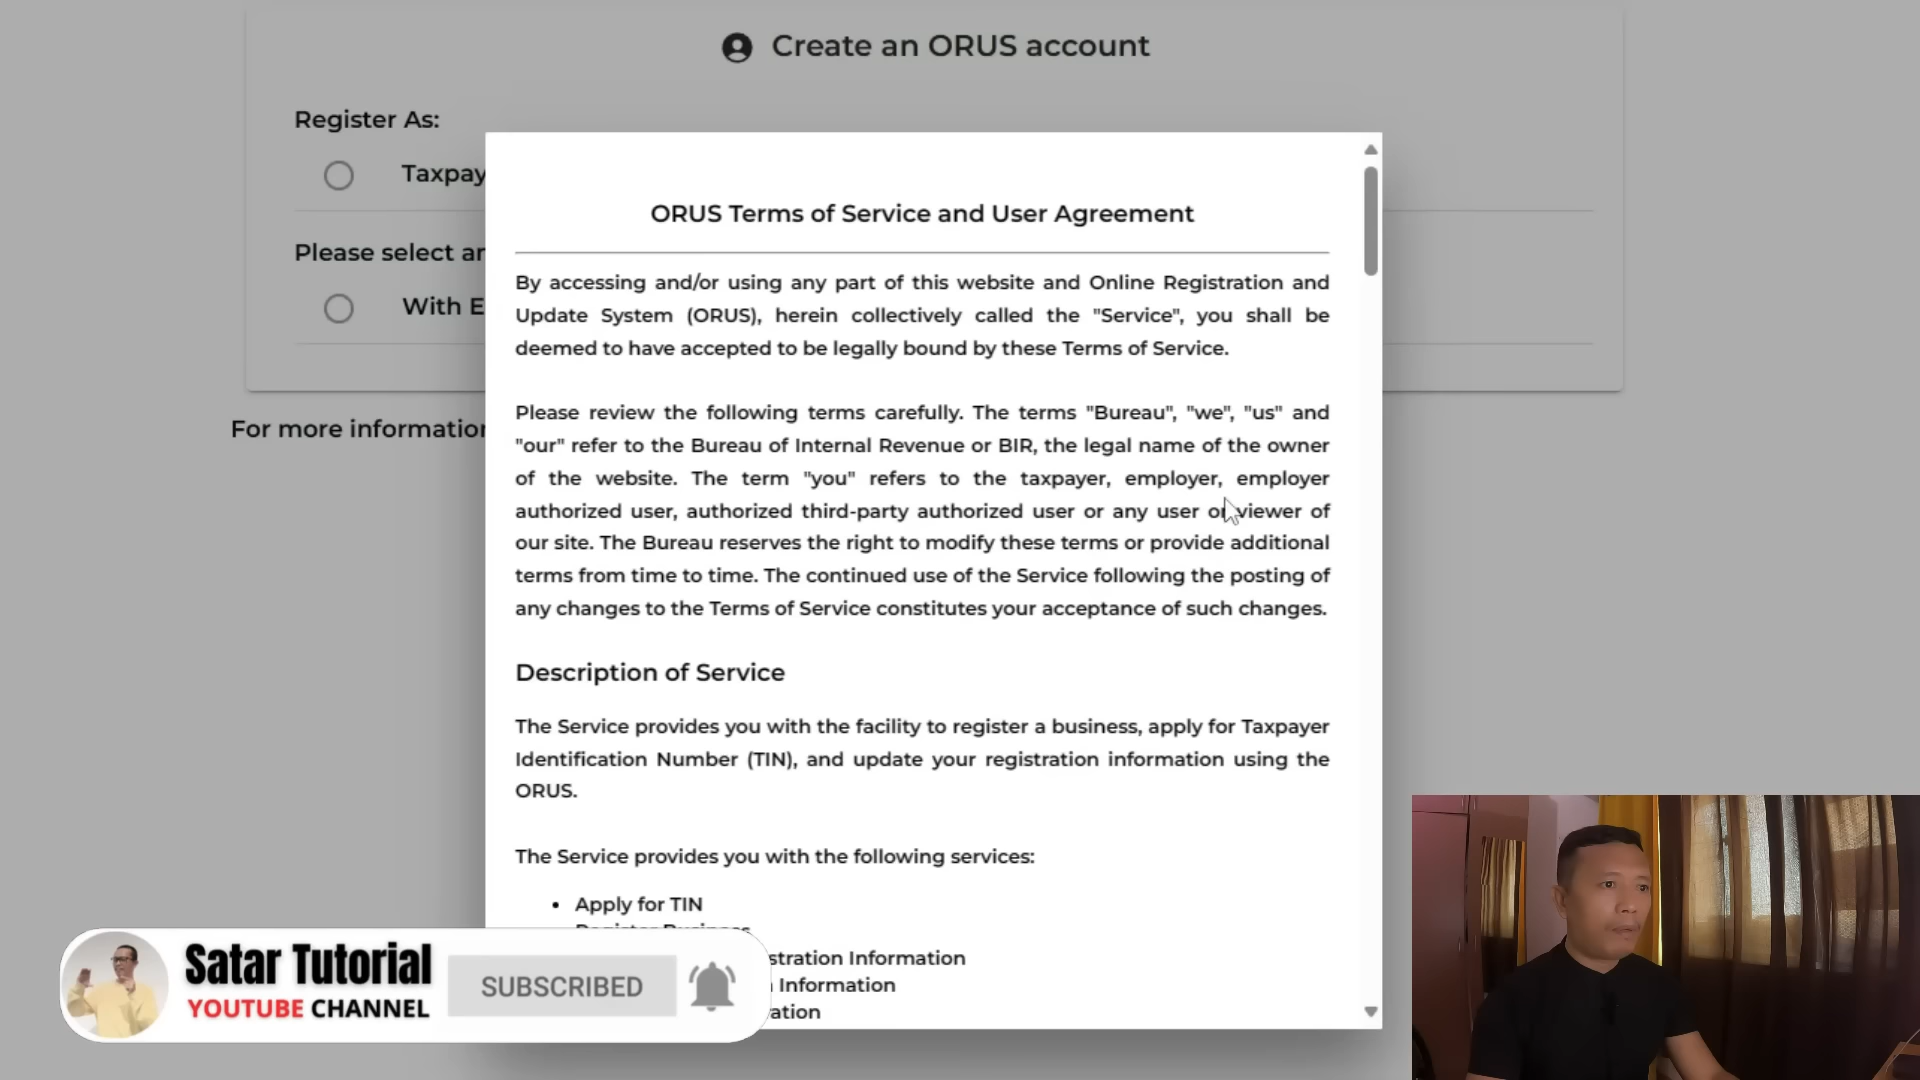 Create an ORUS account
Register As:
Taxpay
Please select an
With E
For more information
ORUS Terms of Service and User Agreement
By accessing and/or using any part of this website and Online Registration and
Update System (ORUS), herein collectively called the "Service", you shall be
deemed to have accepted to be legally bound by these Terms of Service.
Please review the following terms carefully. The terms "Bureau", "we", "us" and
"our" refer to the Bureau of Internal Revenue or BIR, the legal name of the owner
of the website. The term "you" refers to the taxpayer, employer, employer
authorized user, authorized third-party authorized user or any user or viewer of
our site. The Bureau reserves the right to modify these terms or provide additional
terms from time to time. The continued use of the Service following the posting of
any changes to the Terms of Service constitutes your acceptance of such changes.
Description of Service
The Service provides you with the facility to register a business, apply for Taxpayer
Identification Number (TIN), and update your registration information using the
ORUS.
The Service provides you with the following services:
• Apply for TIN
Register Business
stration Information
Information
ation
Satar Tutorial
YOUTUBE CHANNEL
SUBSCRIBED